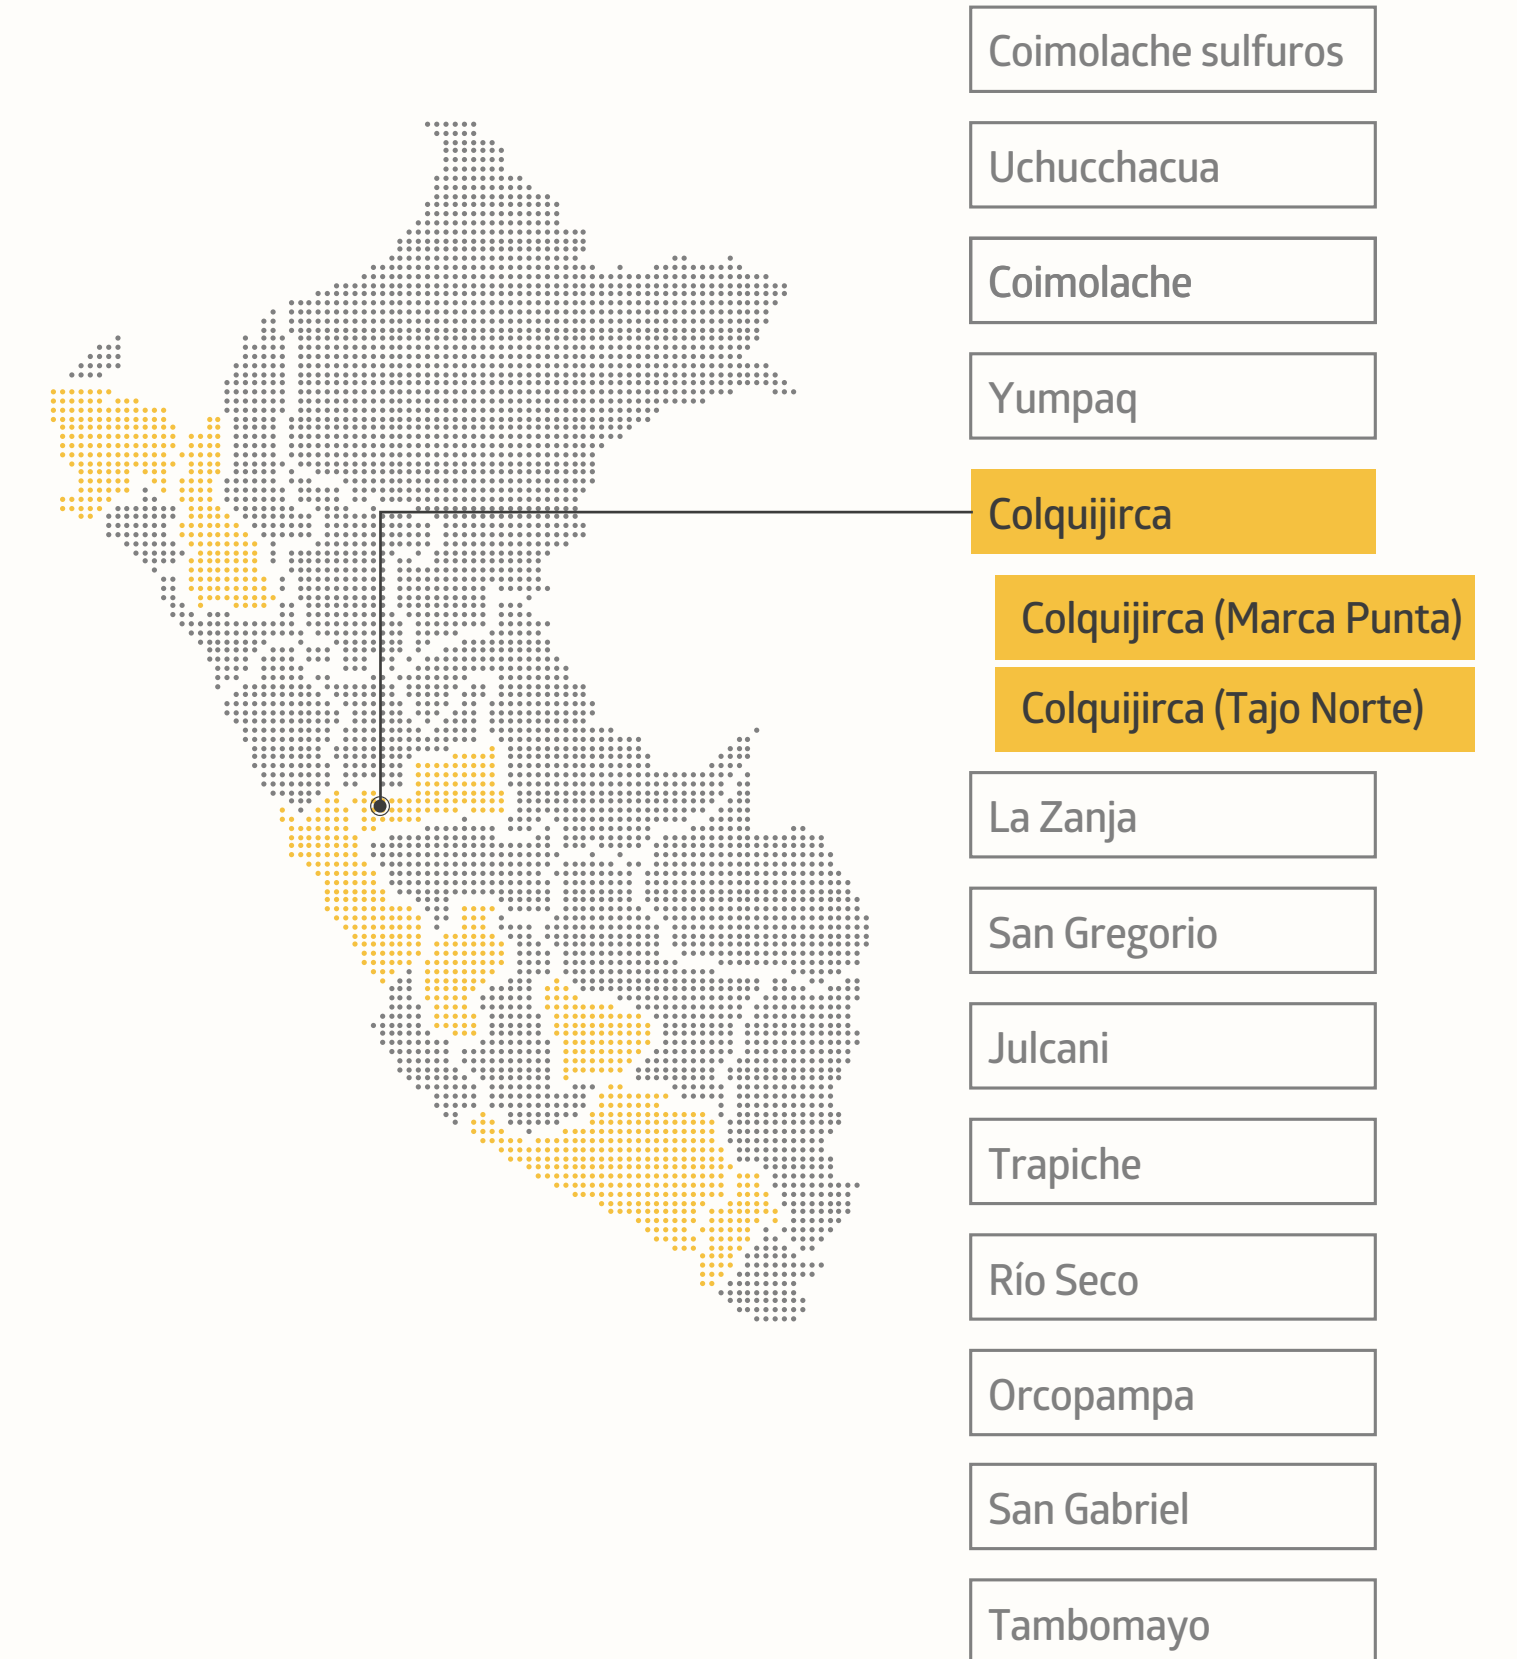 Coimolache sulfuros
Uchucchacua
Coimolache
Yumpaq
Colquijirca
Colquijirca (Marca Punta)
Colquijirca (Tajo Norte)
La Zanja
San Gregorio
Julcani
Trapiche
Río Seco
Orcopampa
San Gabriel
Tambomayo